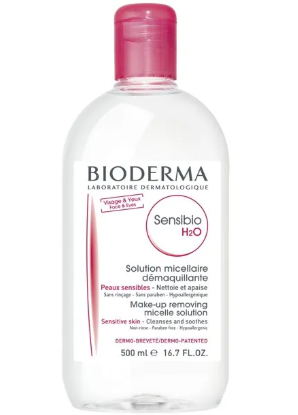 BIODERMA
LABORATOIRE DERMATOLOGIQUE
Visage & Yeux
Face & Eyes
Sensibio
H2O
Solution micellaire
démaquillante
Peaux sensibles - Nettoie et apaise
Sans rinçage - Sans paraben - Hypoallergénique
Make-up removing
micelle solution
Sensitive skin - Cleanses and soothes
Non-rinse - Paraben free - Hypoallergenic
DERMO-BREVETÉ/DERMO-PATENTED
500 ml e 16.7 FL.OZ.